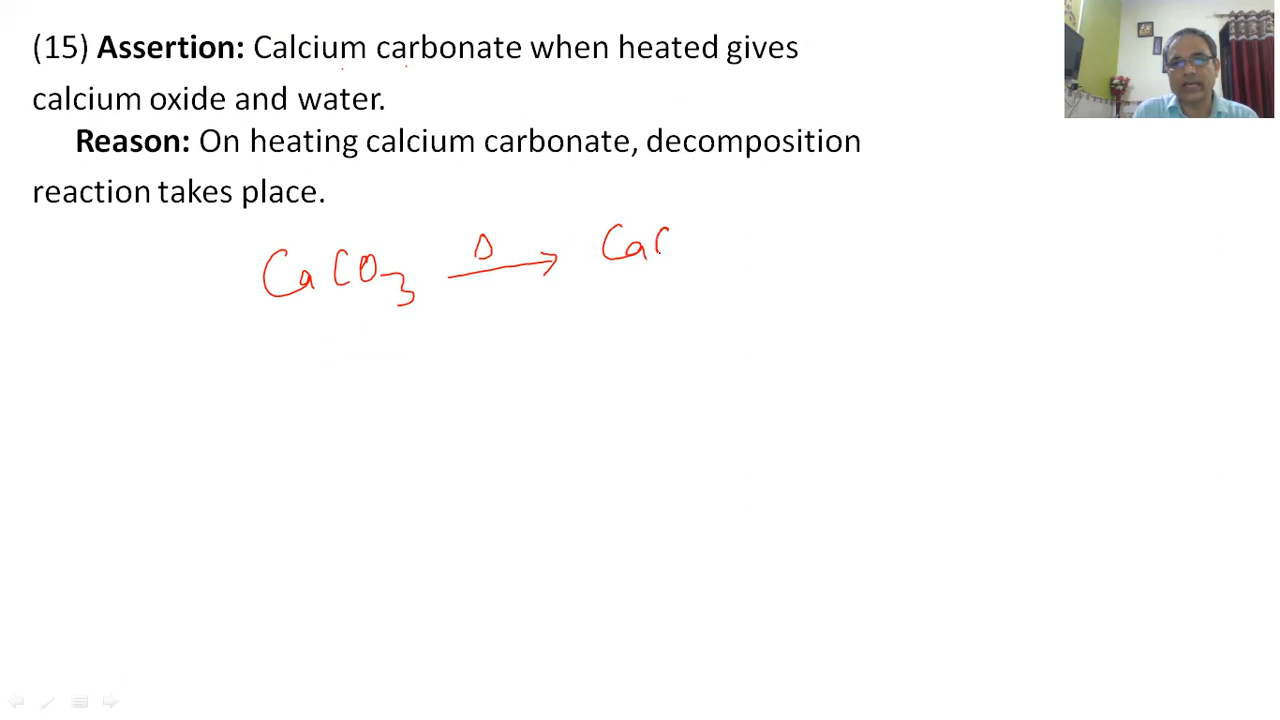 (15) Assertion: Calcium carbonate when heated gives
calcium oxide and water.
Reason: On heating calcium carbonate, decomposition
reaction takes place.
CaCO₃ —Δ→ CaC